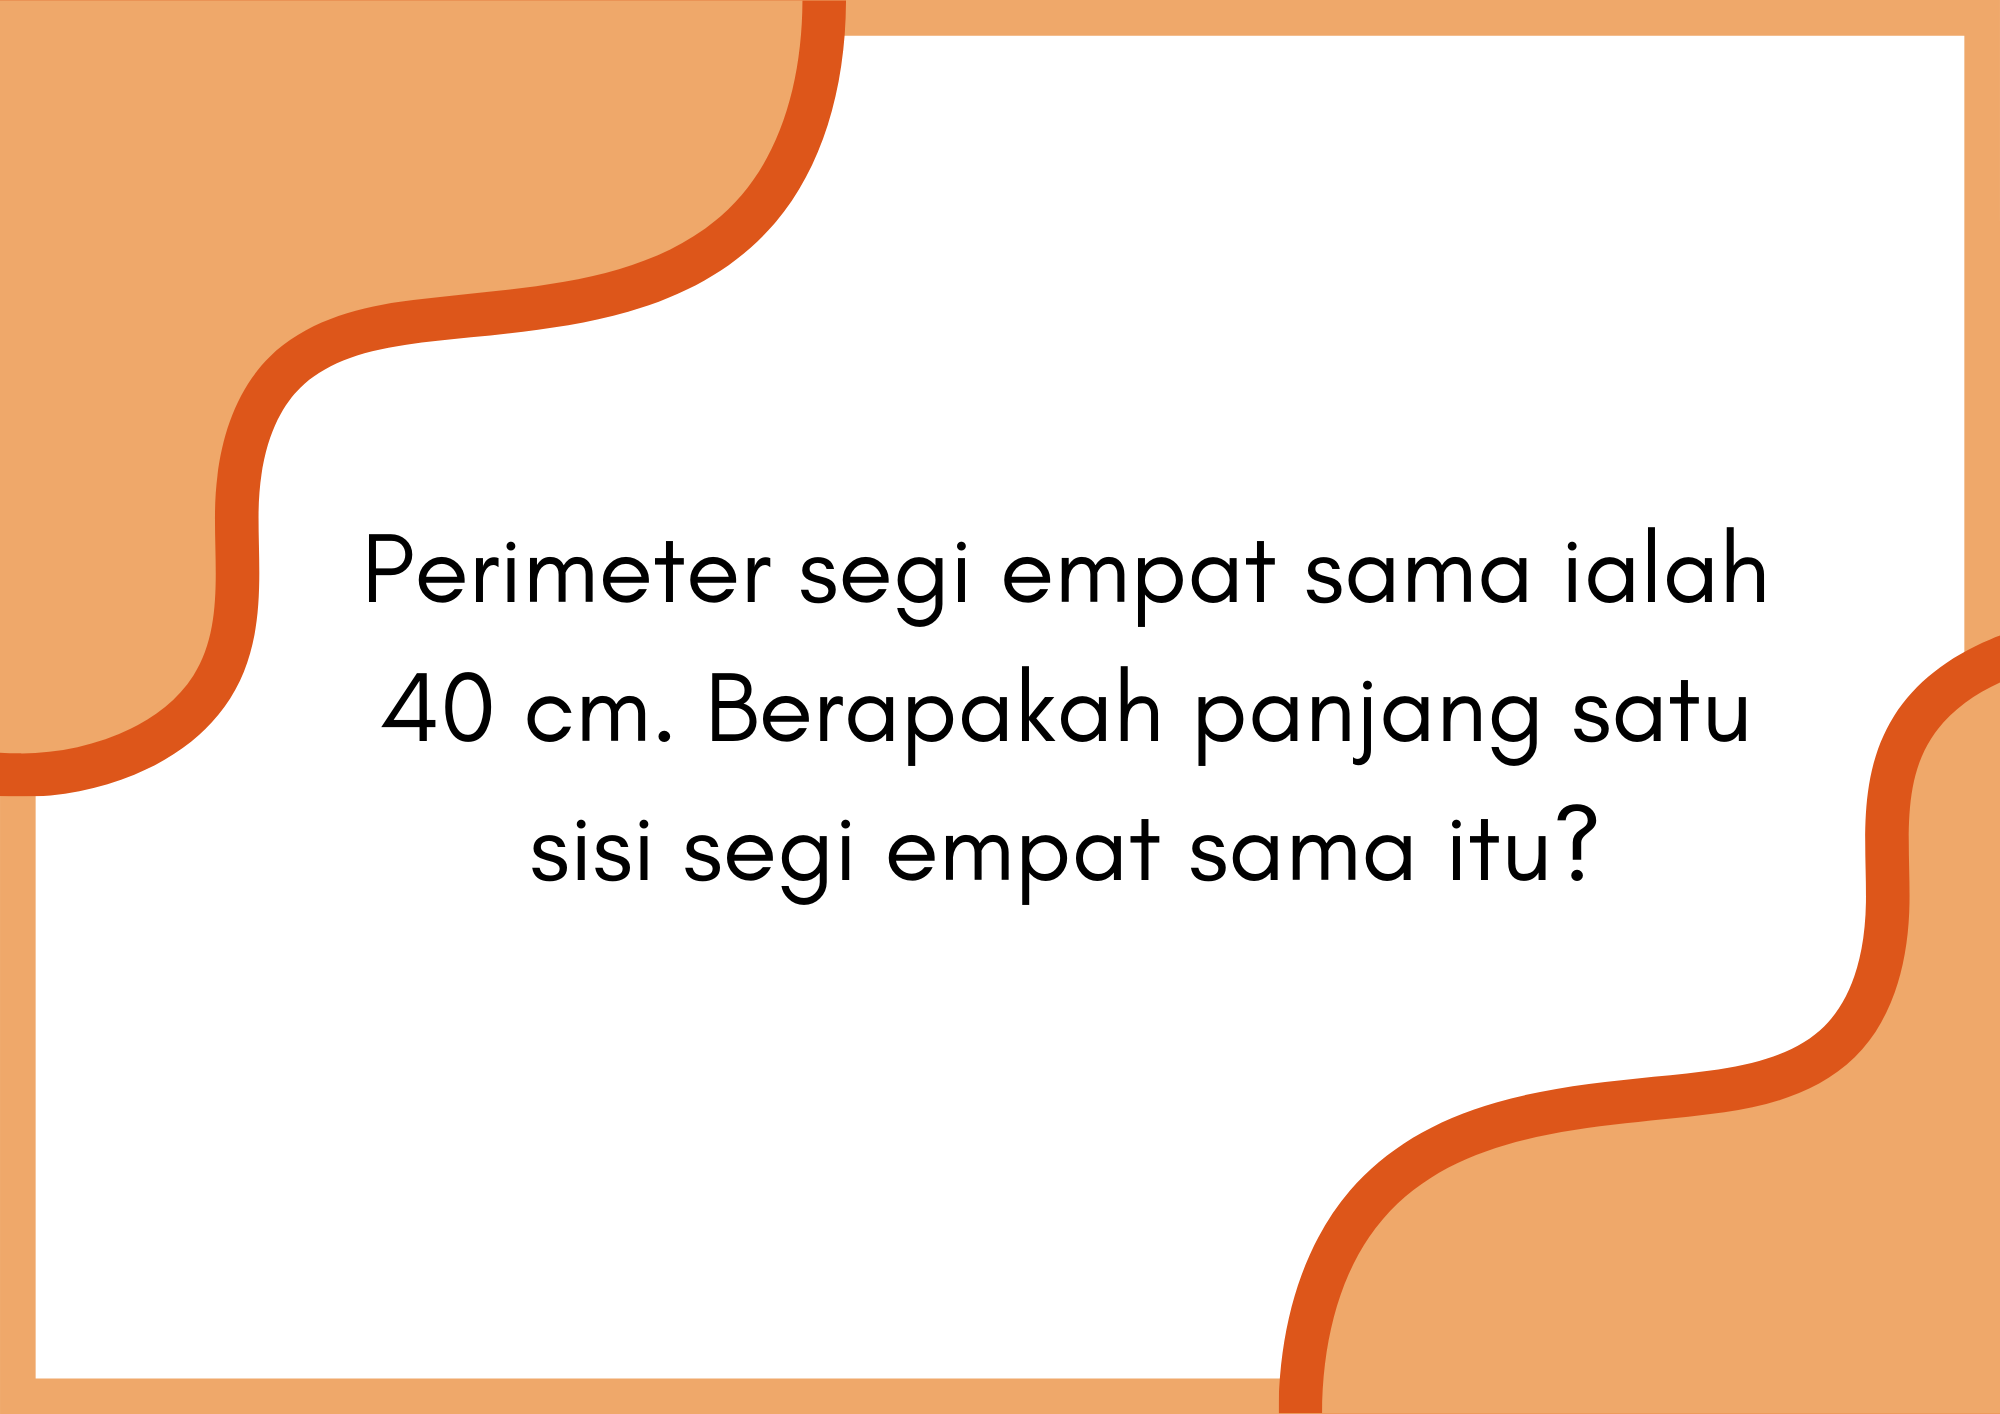 Perimeter segi empat sama ialah
40 cm. Berapakah panjang satu
sisi segi empat sama itu?